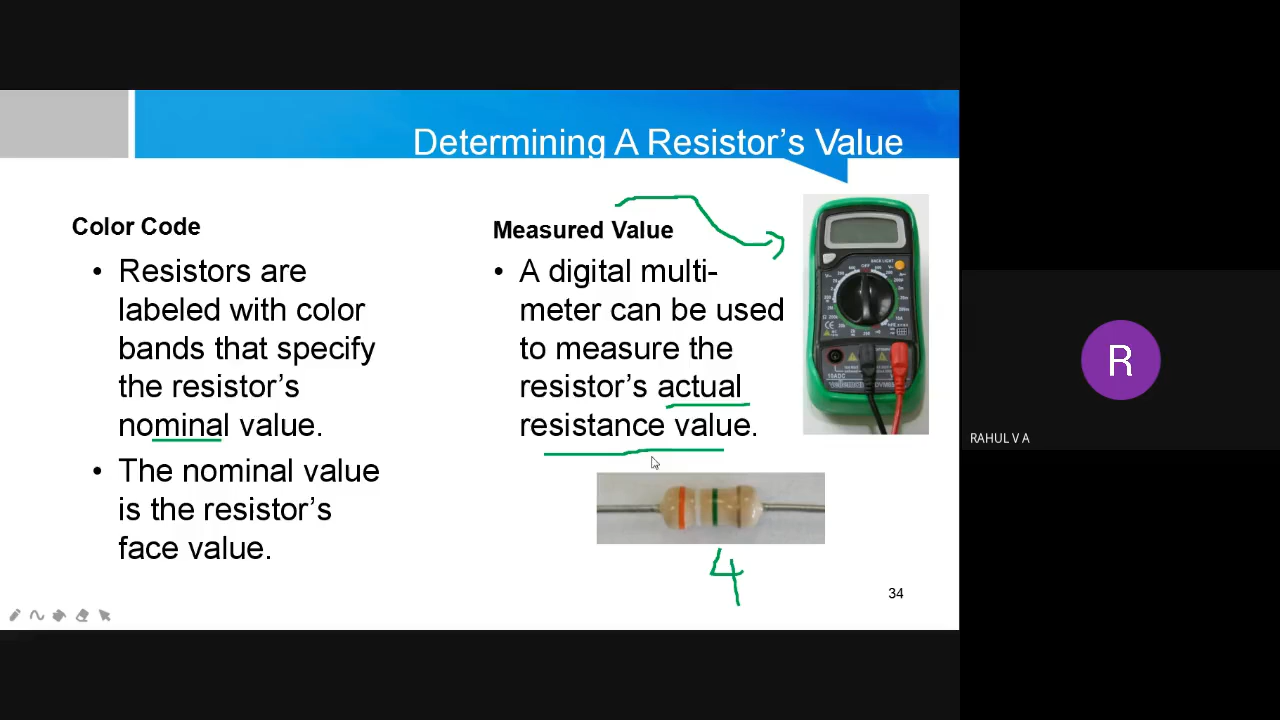 Determining A Resistor's Value
Color Code
• Resistors are
labeled with color
bands that specify
the resistor's
nominal value.
• The nominal value
is the resistor's
face value.
Measured Value
• A digital multi-
meter can be used
to measure the
resistor's actual
resistance value.
4
34
R
RAHUL V A